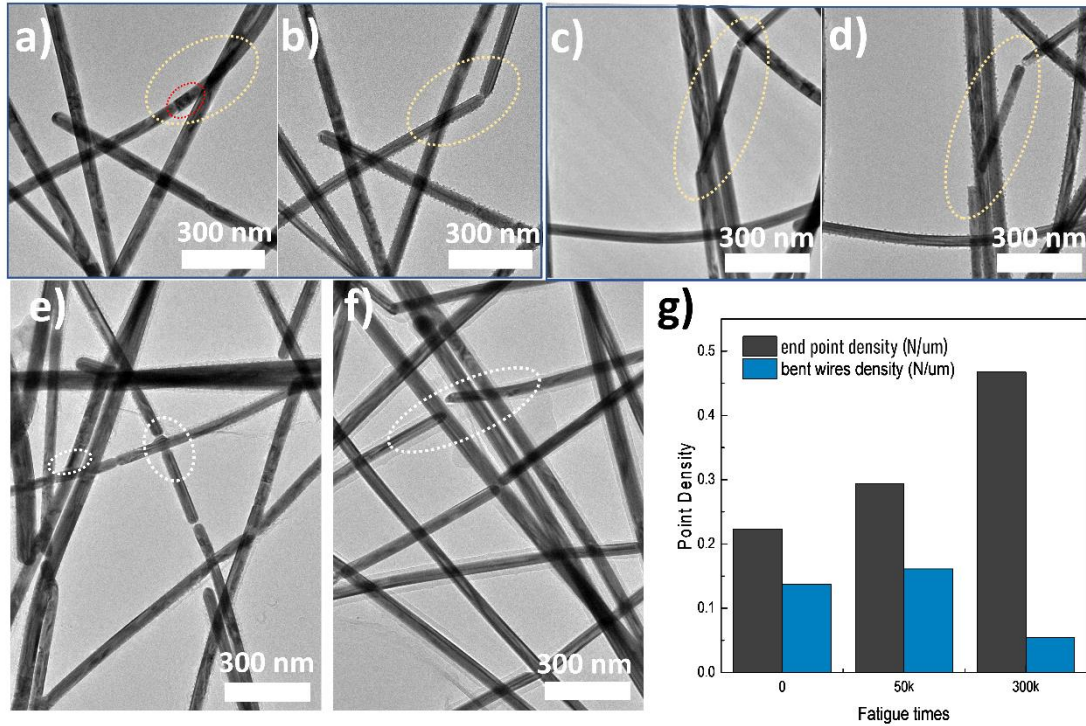 a)
b)
c)
d)
300 nm
300 nm
300 nm
300 nm
e)
f)
g)
300 nm
300 nm
end point density (N/um)
bent wires density (N/um)
Point Density
0.5
0.4
0.3
0.2
0.1
0.0
0
50k
300k
Fatigue times